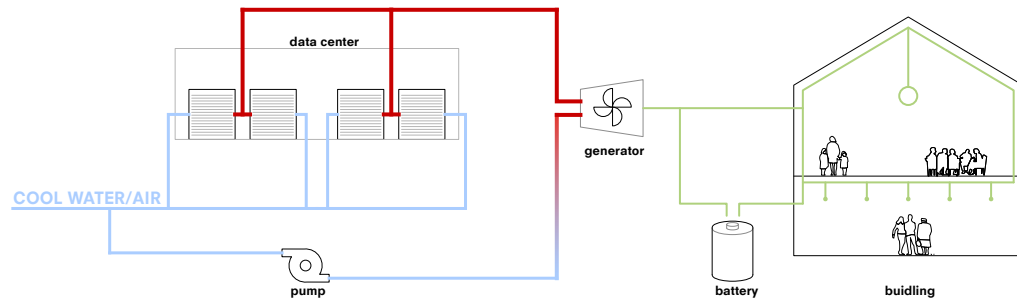 data center
generator
COOL WATER/AIR
pump
battery
buidling